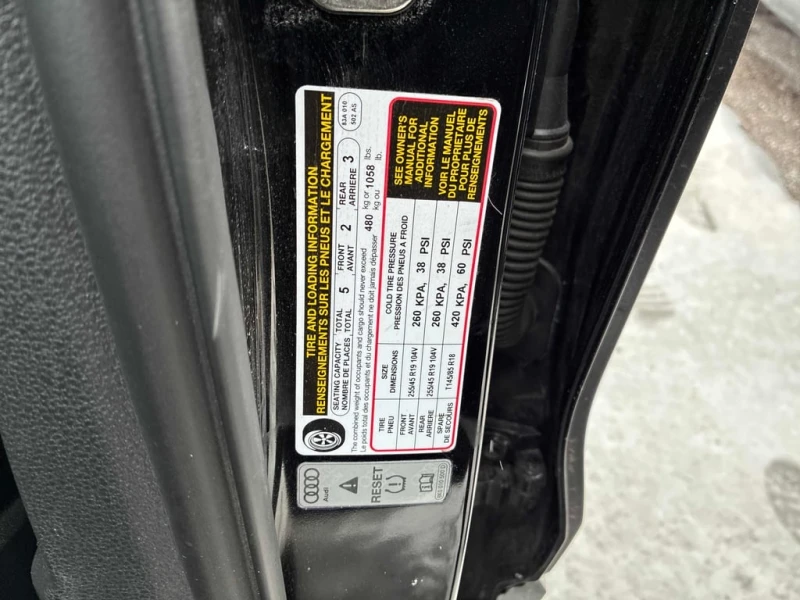 TIRE AND LOADING INFORMATION
RENSEIGNEMENTS SUR LES PNEUS ET LE CHARGEMENT
83A 010
502 AS
SEATING CAPACITY TOTAL 5 FRONT 2 REAR 3
NOMBRE DE PLACES TOTAL AVANT ARRIERE
The combined weight of occupants and cargo should never exceed 480 kg or 1058 lbs.
Le poids total des occupants et du chargement ne doit jamais dépasser kg ou lb.
TIRE SIZE COLD TIRE PRESSURE
PNEU DIMENSIONS PRESSION DES PNEUS A FROID
FRONT
AVANT 255/45 R19 104V 260 KPA, 38 PSI
REAR
ARRIERE 255/45 R19 104V 260 KPA, 38 PSI
SPARE
DE SECOURS T145/85 R18 420 KPA, 60 PSI
SEE OWNER'S
MANUAL FOR
ADDITIONAL
INFORMATION
VOIR LE MANUEL
DU PROPRIETAIRE
POUR PLUS DE
RENSEIGNEMENTS
Audi
RESET